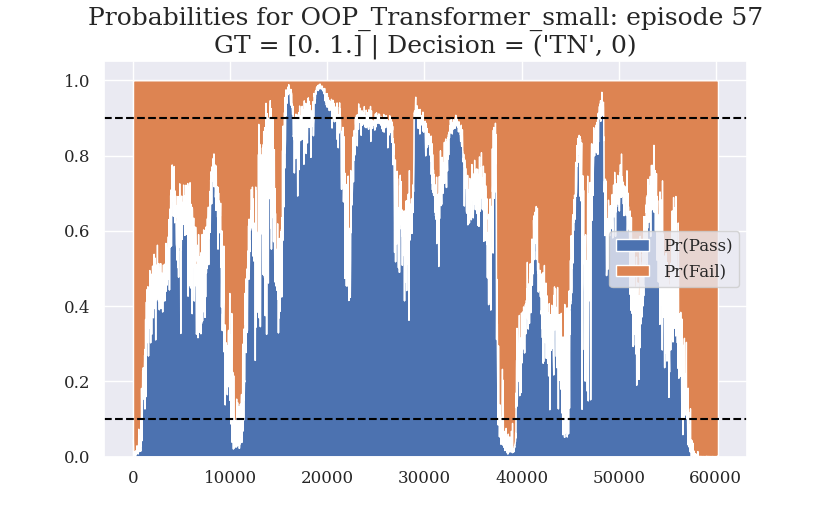 Probabilities for OOP_Transformer_small: episode 57
GT = [0. 1.] | Decision = ('TN', 0)
1.0
0.8
0.6
0.4
0.2
0.0
Pr(Pass)
Pr(Fail)
0 10000 20000 30000 40000 50000 60000